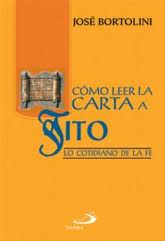 JOSÉ BORTOLINI
CÓMO LEER LA
CARTA A
TITO
LO COTIDIANO DE LA FE